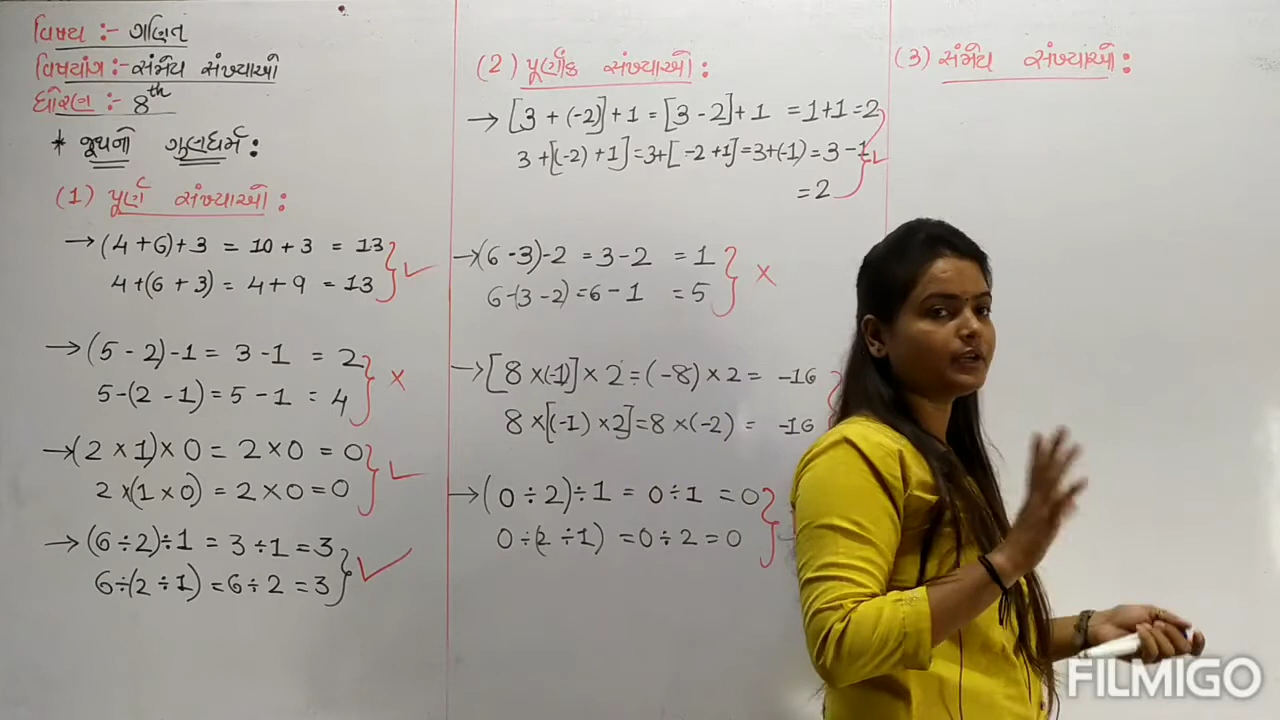 વિષય :- ગણિત
વિષયાંગ :- સંમેય સંખ્યાઓ
ધોરણ :- 8th
* જૂથનો ગુણધર્મ :
(1) પૂર્ણ સંખ્યાઓ :
→ (4 + 6) + 3 = 10 + 3 = 13
4 + (6 + 3) = 4 + 9 = 13 ✓
→ (5 - 2) - 1 = 3 - 1 = 2
5 - (2 - 1) = 5 - 1 = 4 ×
→ (2 × 1) × 0 = 2 × 0 = 0
2 × (1 × 0) = 2 × 0 = 0 ✓
→ (6 ÷ 2) ÷ 1 = 3 ÷ 1 = 3
6 ÷ (2 ÷ 1) = 6 ÷ 2 = 3 ✓
(2) પૂર્ણાંક સંખ્યાઓ :
→ [3 + (-2)] + 1 = [3 - 2] + 1 = 1 + 1 = 2
3 + [(-2) + 1] = 3 + [-2 + 1] = 3 + (-1) = 3 - 1 ✓
= 2
→ (6 - 3) - 2 = 3 - 2 = 1
6 - (3 - 2) = 6 - 1 = 5 ×
→ [8 × (-1)] × 2 = (-8) × 2 = -16
8 × [(-1) × 2] = 8 × (-2) = -16
→ (0 ÷ 2) ÷ 1 = 0 ÷ 1 = 0
0 ÷ (2 ÷ 1) = 0 ÷ 2 = 0
(3) સંમેય સંખ્યાઓ :
FILMIGO